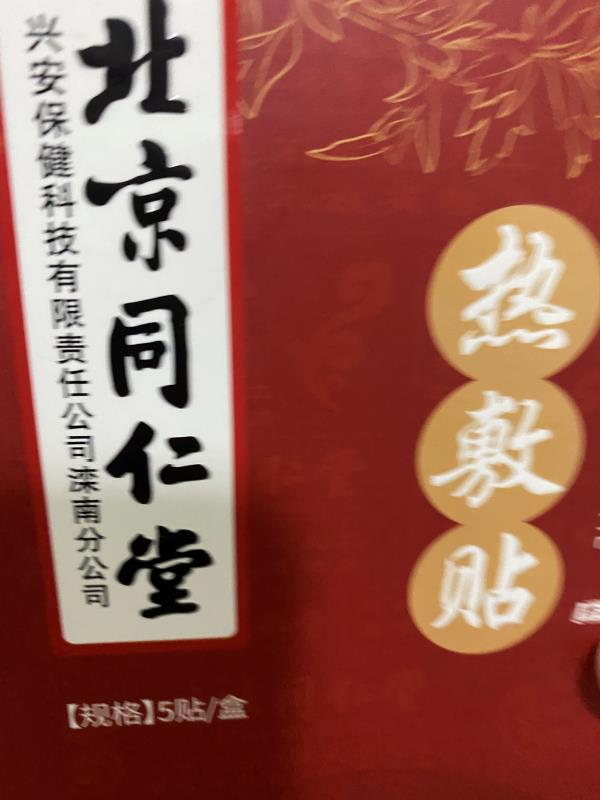 北京同仁堂
兴安保健科技有限责任公司滦南分公司
热敷贴
【规格】5贴/盒